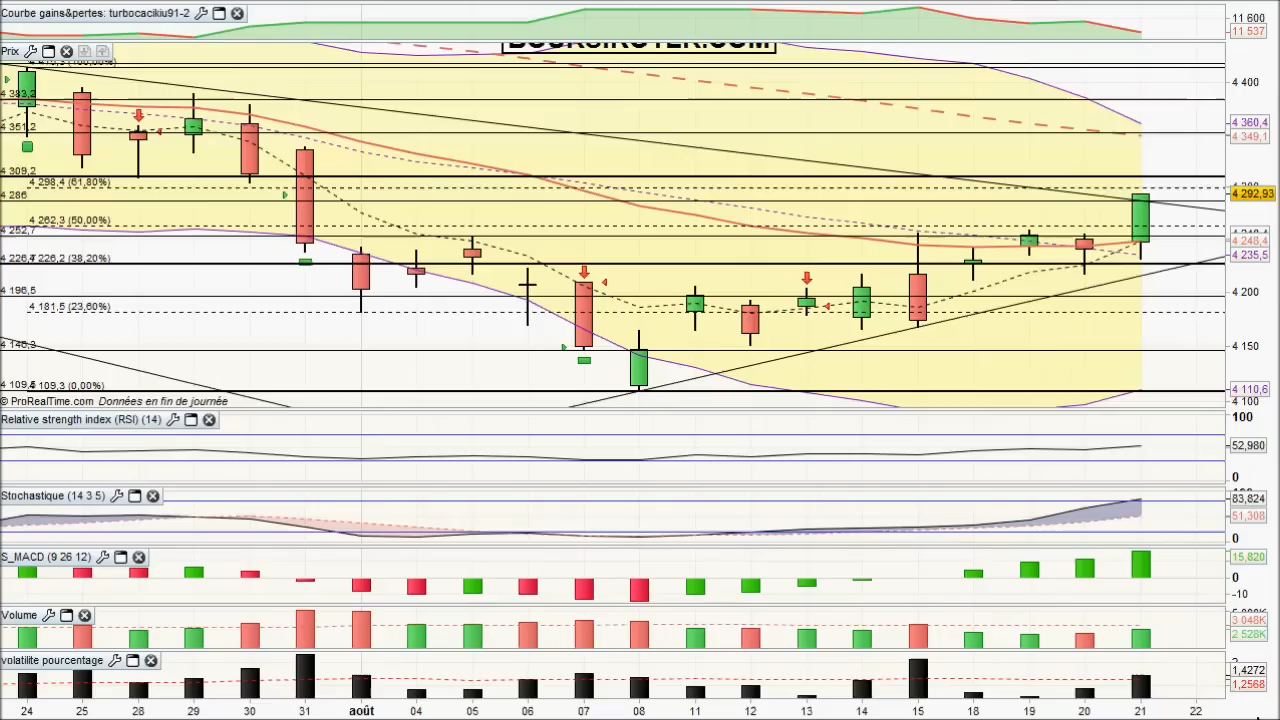 Courbe gains&pertes: turbocacikiu91-2
11 600
11 537
Prix
4 400
4 360,4
4 349,1
4 351,2
4 309,2
4 298,4 (61,80%)
4 286
4 292,93
4 262,3 (50,00%)
4 252,7
4 248,4
4 235,5
4 226,2 (38,20%)
4 196,5
4 200
4 181,5 (23,60%)
4 150
4 109,3 (0,00%)
4 110,6
4 100
© ProRealTime.com Données en fin de journée
Relative strength index (RSI) (14)
100
52,980
0
Stochastique (14 3 5)
83,824
51,308
0
S_MACD (9 26 12)
15,820
0
-10
Volume
3 048K
2 528K
volatilite pourcentage
1,4272
1,2568
24 25 28 29 30 31 août 04 05 06 07 08 11 12 13 14 15 18 19 20 21 22